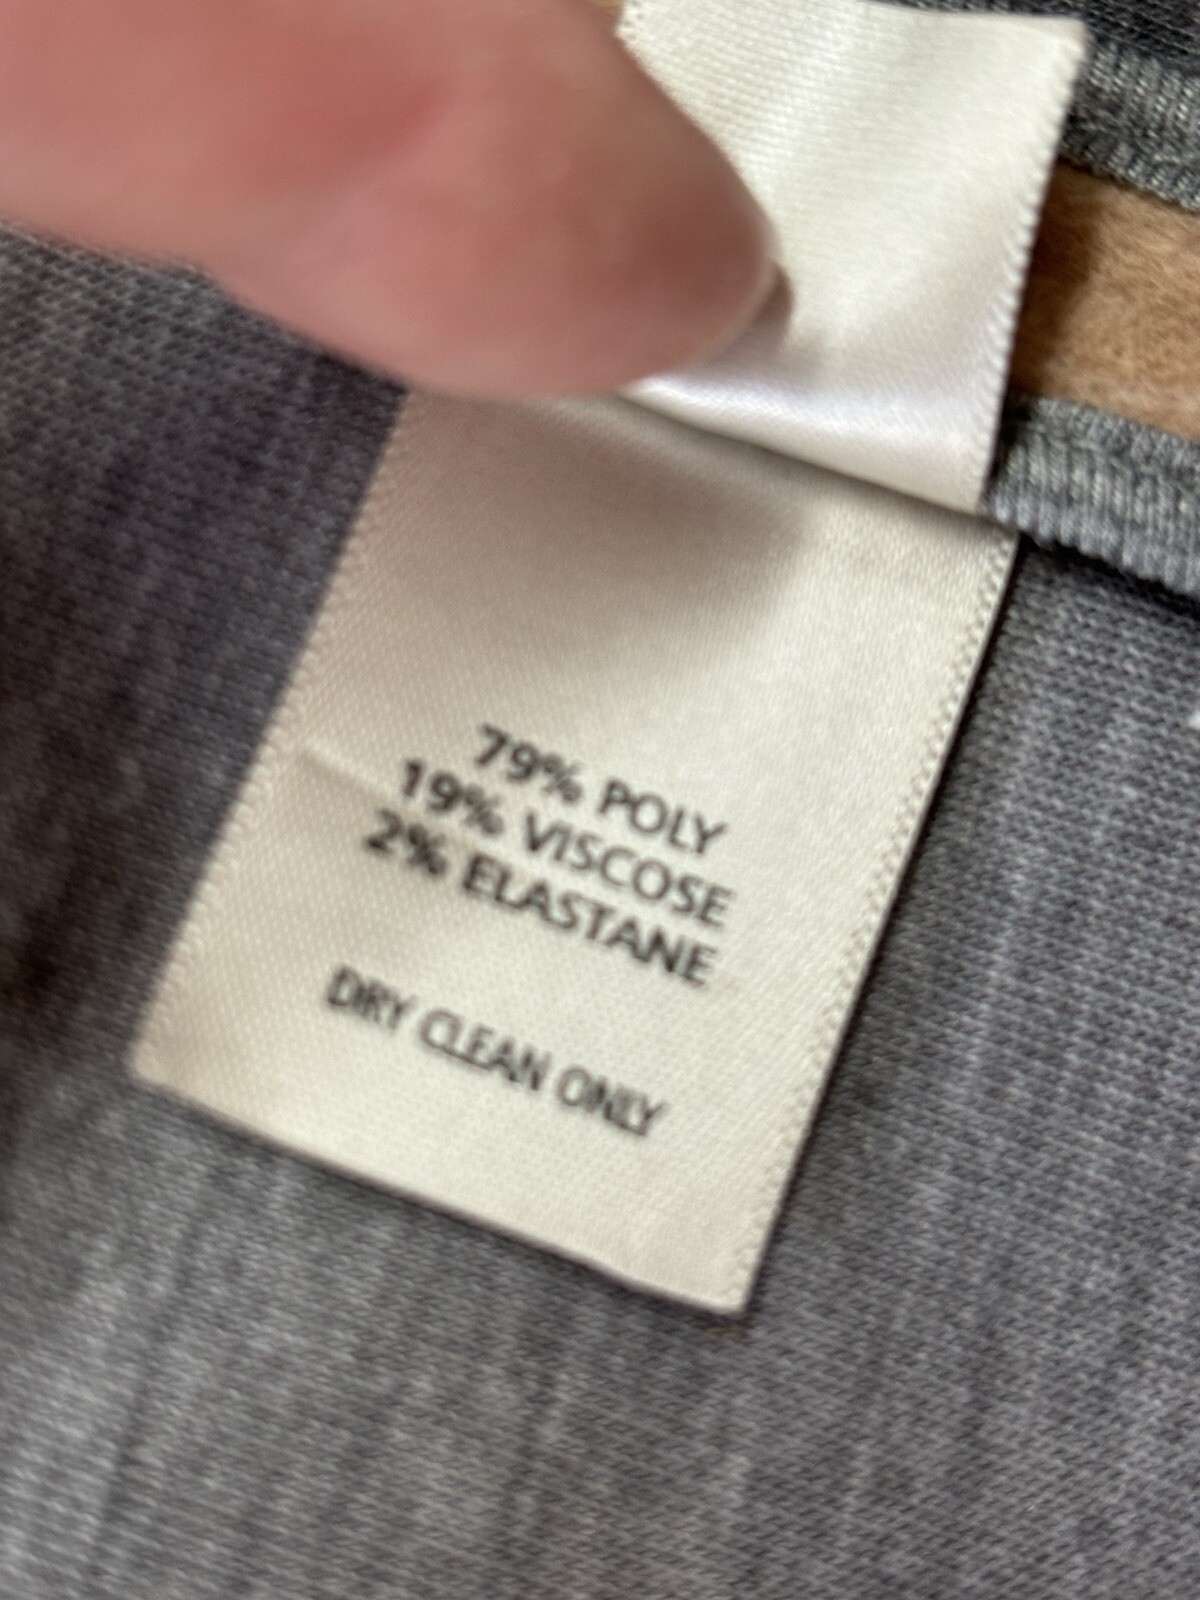 79% POLY
19% VISCOSE
2% ELASTANE
DRY CLEAN ONLY